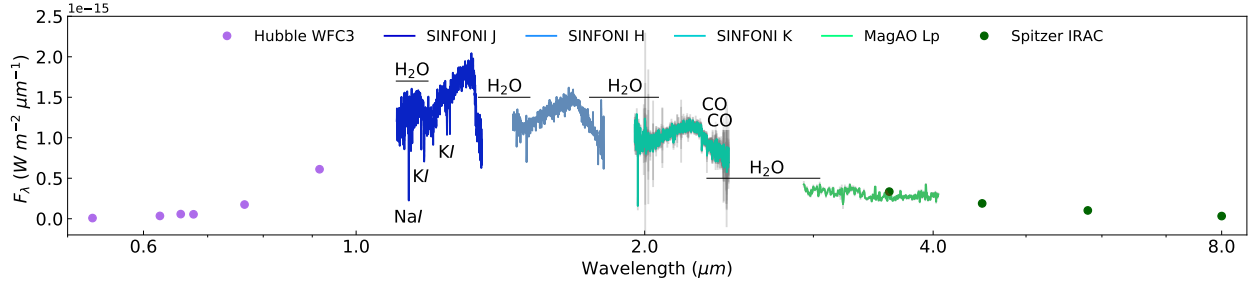 1e−15
Hubble WFC3 SINFONI J SINFONI H SINFONI K MagAO Lp Spitzer IRAC
2.5
2.0
1.5
1.0
0.5
0.0
F_λ (W m⁻² μm⁻¹)
H₂O
H₂O
H₂O
CO
CO
KI
KI
H₂O
NaI
0.6 1.0 2.0 4.0 8.0
Wavelength (μm)